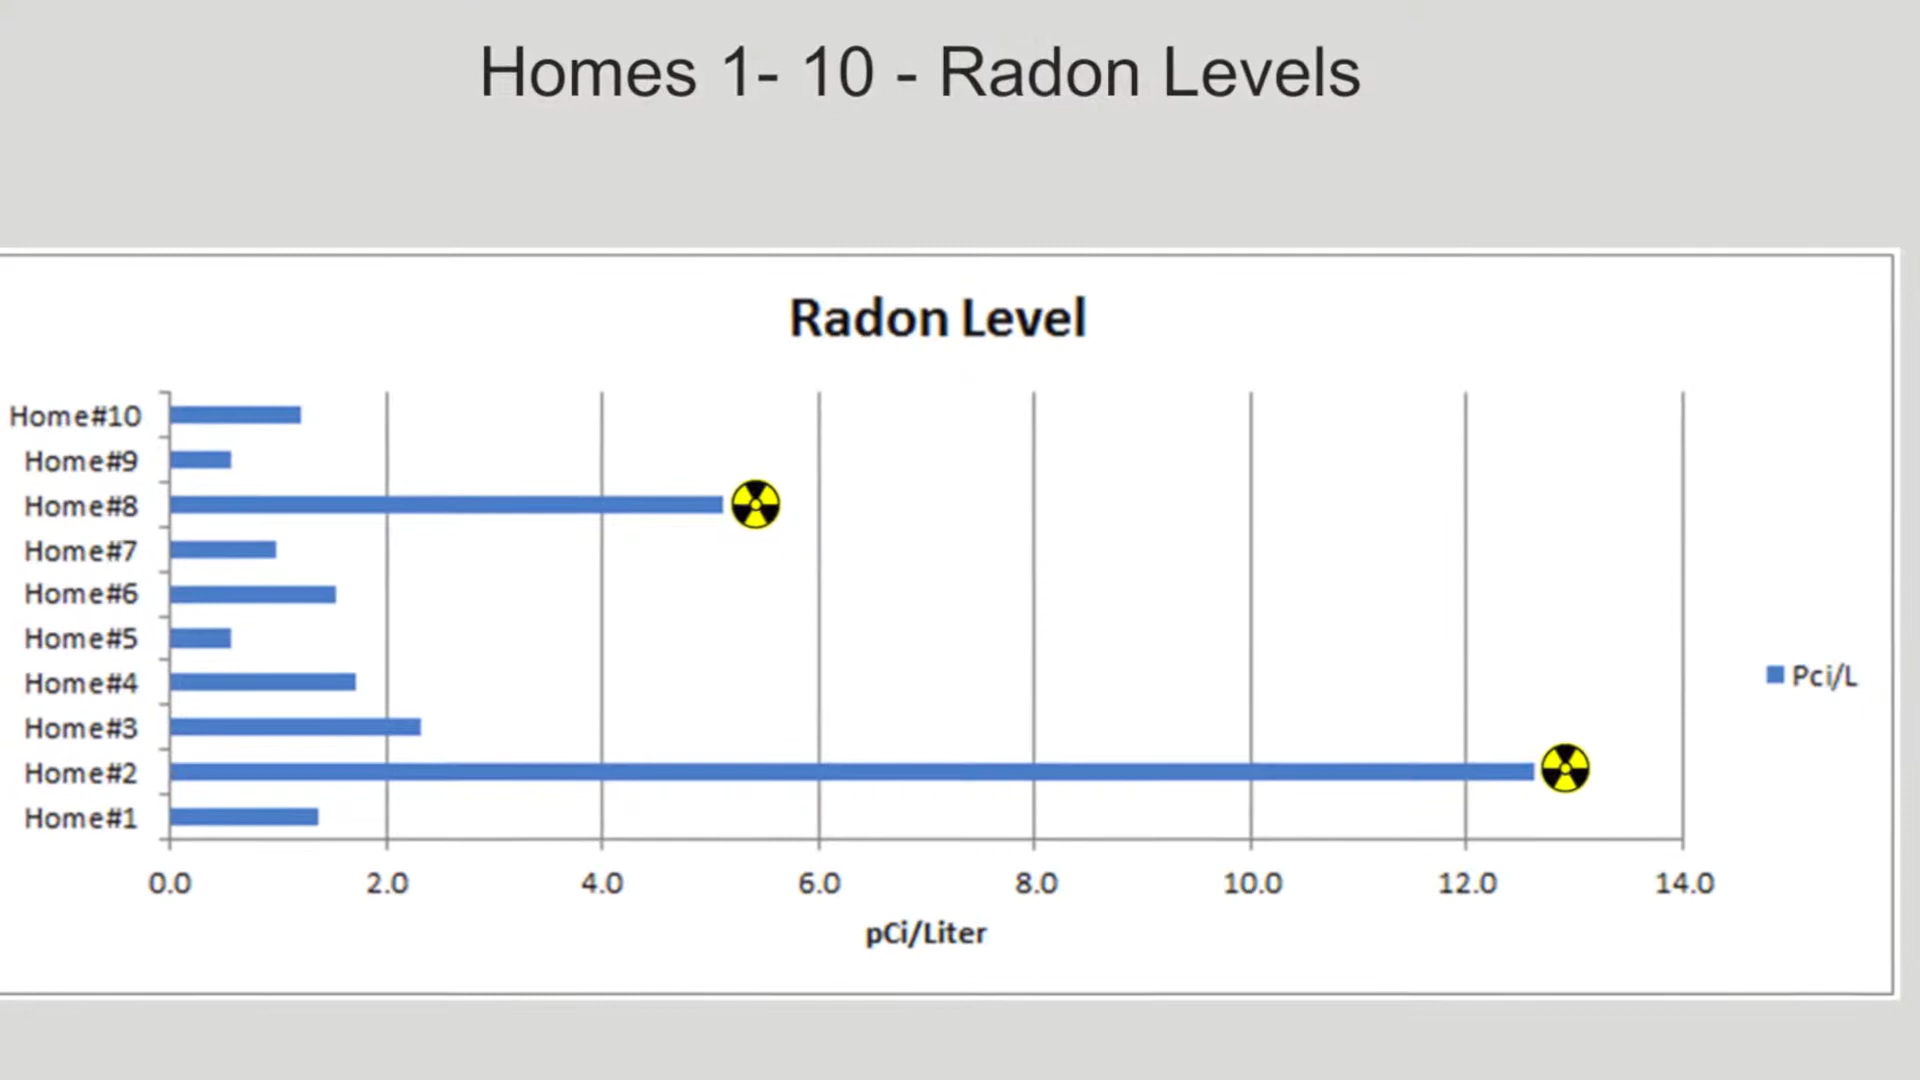 Homes 1- 10 - Radon Levels
Radon Level
Home#10
Home#9
Home#8
Home#7
Home#6
Home#5
Home#4
Home#3
Home#2
Home#1
Pci/L
0.0 2.0 4.0 6.0 8.0 10.0 12.0 14.0
pCi/Liter